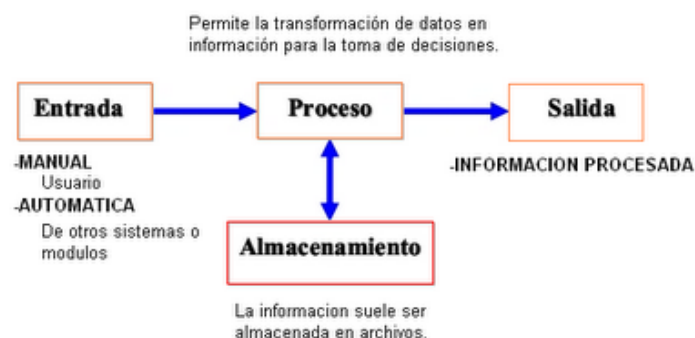 Permite la transformación de datos en
información para la toma de decisiones.
Entrada
Proceso
Salida
-MANUAL
Usuario
-AUTOMATICA
De otros sistemas o
modulos
-INFORMACION PROCESADA
Almacenamiento
La informacion suele ser
almacenada en archivos.